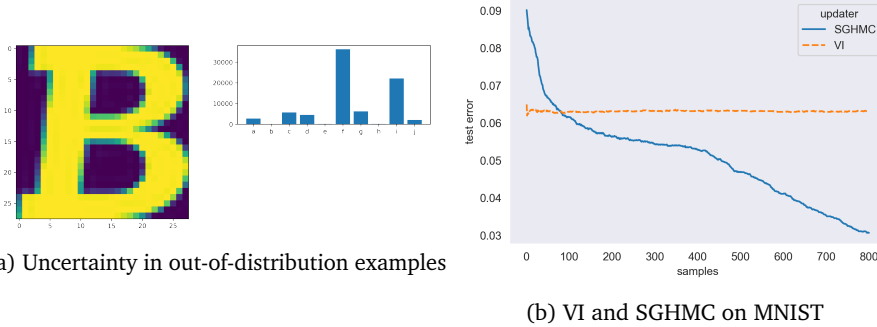 0
5
10
15
20
25
0 5 10 15 20 25
30000
20000
10000
0
a b c d e f g h i j
a) Uncertainty in out-of-distribution examples
0.09
0.08
0.07
0.06
0.05
0.04
0.03
test error
updater
SGHMC
VI
0 100 200 300 400 500 600 700 800
samples
(b) VI and SGHMC on MNIST